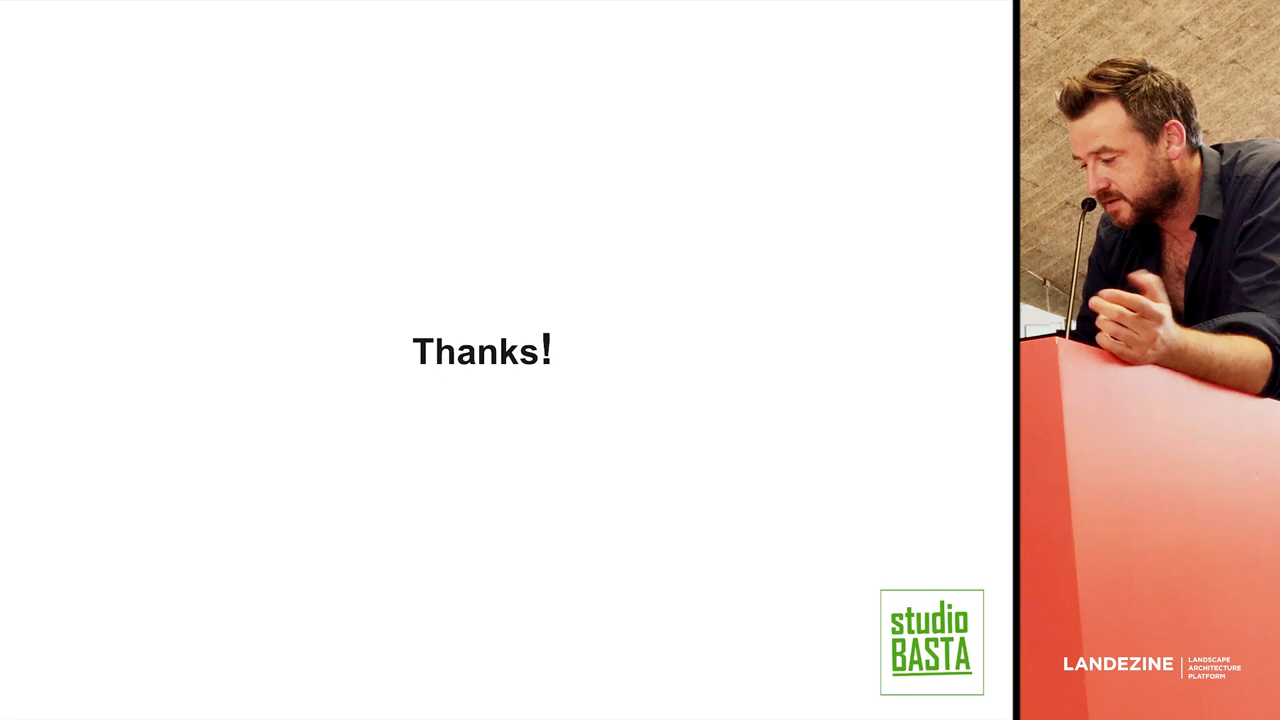 Thanks!
studio
BASTA
LANDEZINE
LANDSCAPE
ARCHITECTURE
PLATFORM